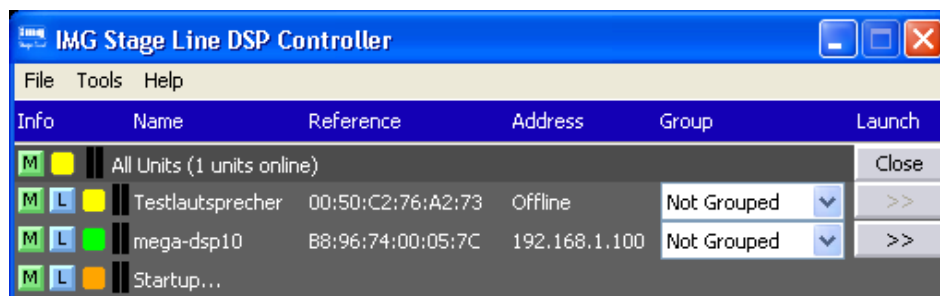 IMG Stage Line DSP Controller
File Tools Help
Info Name Reference Address Group Launch
M All Units (1 units online) Close
M L Testlautsprecher 00:50:C2:76:A2:73 Offline Not Grouped >>
M L mega-dsp10 B8:96:74:00:05:7C 192.168.1.100 Not Grouped >>
M L Startup...